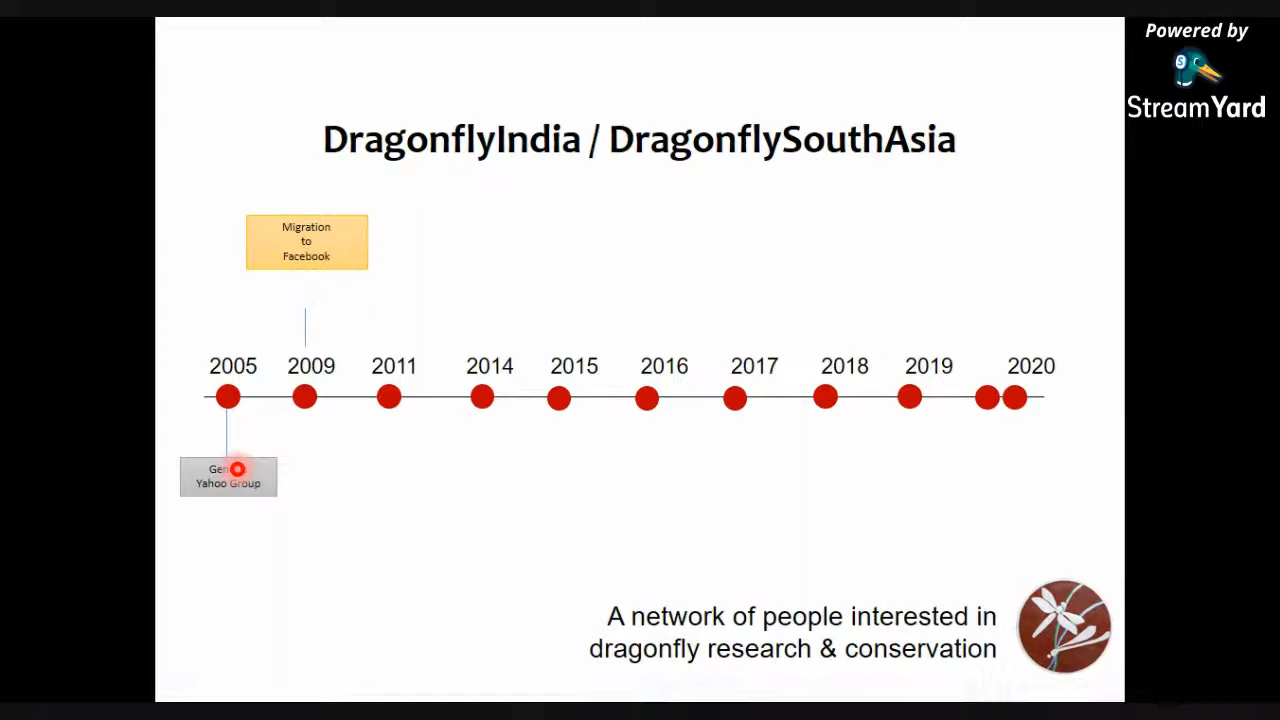 Powered by
StreamYard
DragonflyIndia / DragonflySouthAsia
Migration
to
Facebook
2005 2009 2011 2014 2015 2016 2017 2018 2019 2020
Yahoo Group
A network of people interested in
dragonfly research & conservation